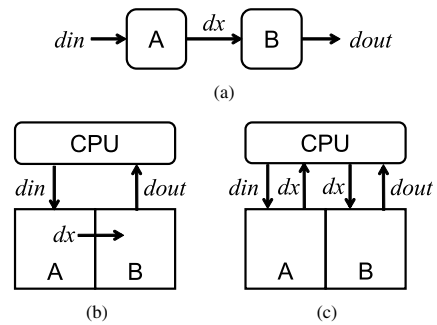 din A dx B dout
(a)
CPU CPU
din dout din dx dx dout
dx
A B A B
(b) (c)